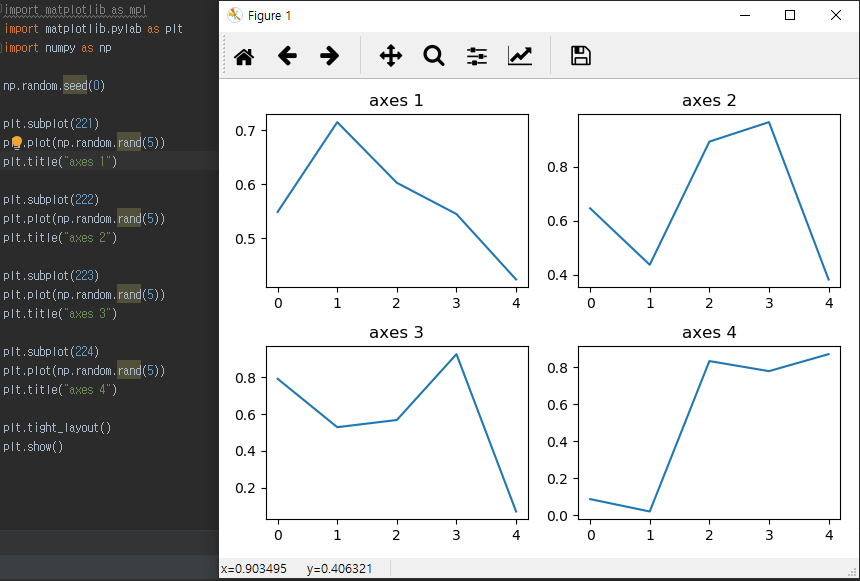 import matplotlib as mpl
import matplotlib.pylab as plt
import numpy as np
np.random.seed(0)
plt.subplot(221)
plt.plot(np.random.rand(5))
plt.title("axes 1")
plt.subplot(222)
plt.plot(np.random.rand(5))
plt.title("axes 2")
plt.subplot(223)
plt.plot(np.random.rand(5))
plt.title("axes 3")
plt.subplot(224)
plt.plot(np.random.rand(5))
plt.title("axes 4")
plt.tight_layout()
plt.show()
Figure 1
axes 1
0.7
0.6
0.5
0 1 2 3 4
axes 2
0.8
0.6
0.4
0 1 2 3 4
axes 3
0.8
0.6
0.4
0.2
0 1 2 3 4
axes 4
0.8
0.6
0.4
0.2
0.0
0 1 2 3 4
x=0.903495 y=0.406321